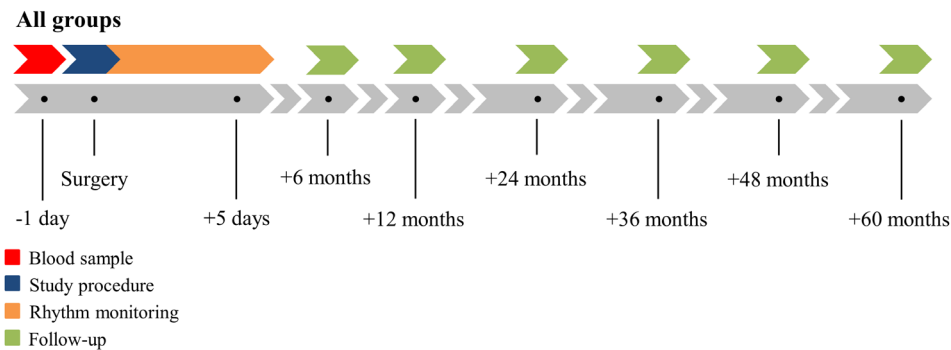 All groups
Surgery
+6 months
+24 months
+48 months
-1 day
+5 days
+12 months
+36 months
+60 months
Blood sample
Study procedure
Rhythm monitoring
Follow-up